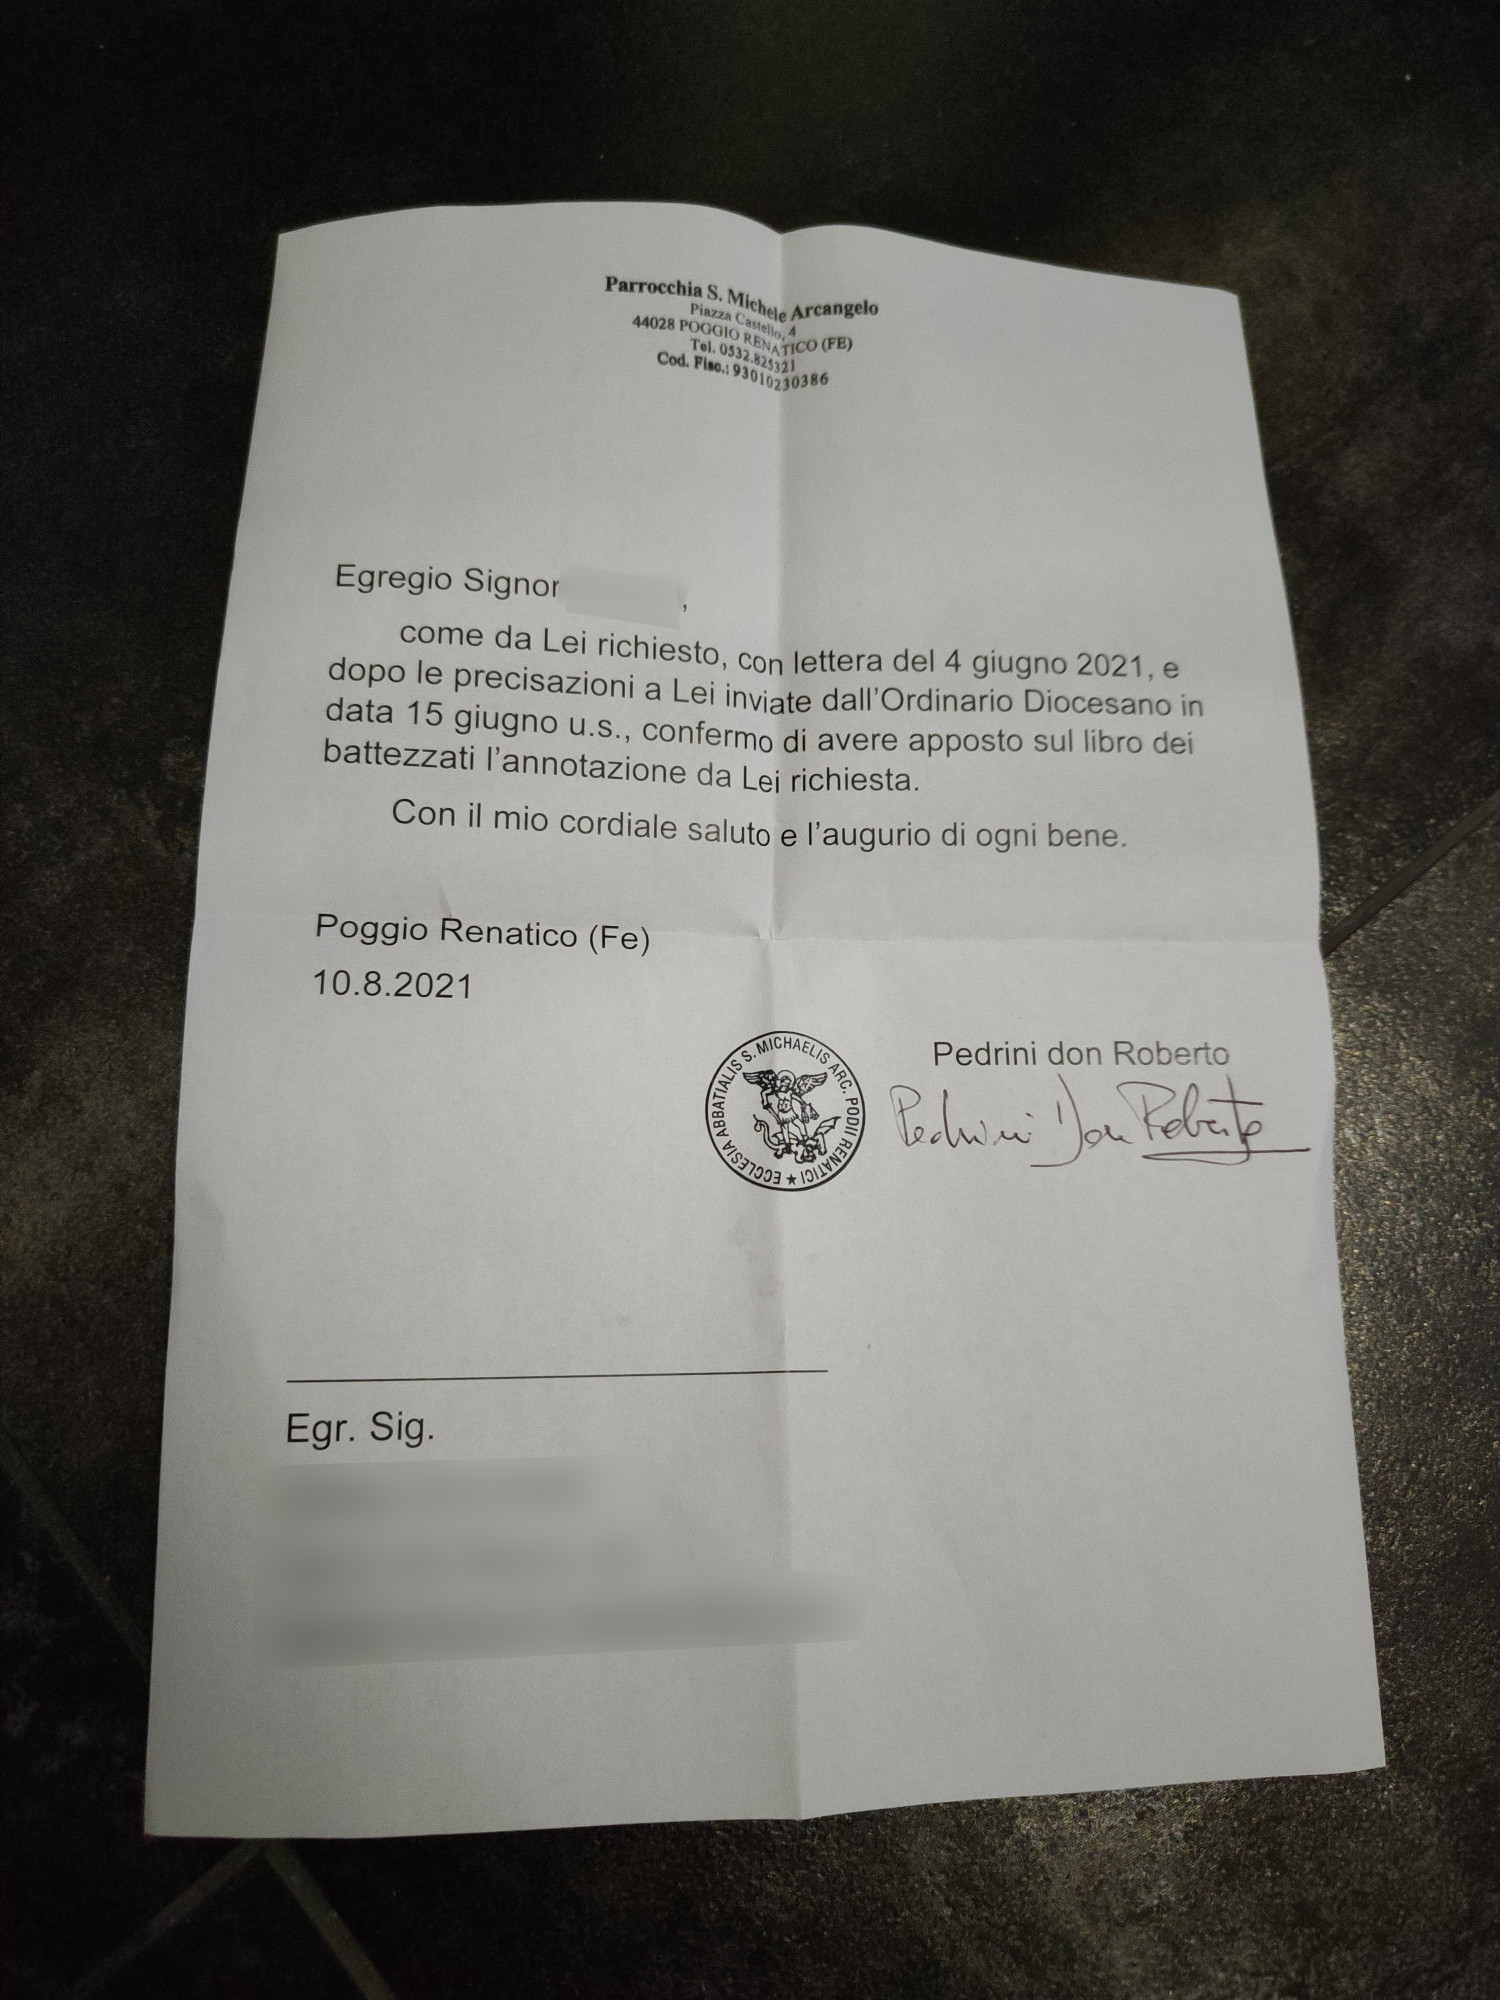 Parrocchia S. Michele Arcangelo
Piazza Castello, 4
44028 POGGIO RENATICO (FE)
Tel. 0532.825321
Cod. Fisc.: 93010230386
Egregio Signor ,
come da Lei richiesto, con lettera del 4 giugno 2021, e
dopo le precisazioni a Lei inviate dall'Ordinario Diocesano in
data 15 giugno u.s., confermo di avere apposto sul libro dei
battezzati l'annotazione da Lei richiesta.
Con il mio cordiale saluto e l'augurio di ogni bene.
Poggio Renatico (Fe)
10.8.2021
Pedrini don Roberto
Pedrini Don Roberto
ECCLESIA ABBATIALIS S. MICHAELIS ARC. PODII RENATICI ★
Egr. Sig.